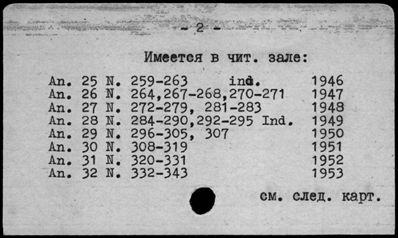 - 2 -
Имеется в чит. зале:
An. 25 N. 259-263 ind. 1946
An. 26 N. 264,267-268,270-271 1947
An. 27 N. 272-279, 281-283 1948
An. 28 N. 284-290,292-295 Ind. 1949
An. 29 N. 296-305, 307 1950
An. 30 N. 308-319 1951
An. 31 N. 320-331 1952
An. 32 N. 332-343 1953
см. след. карт.